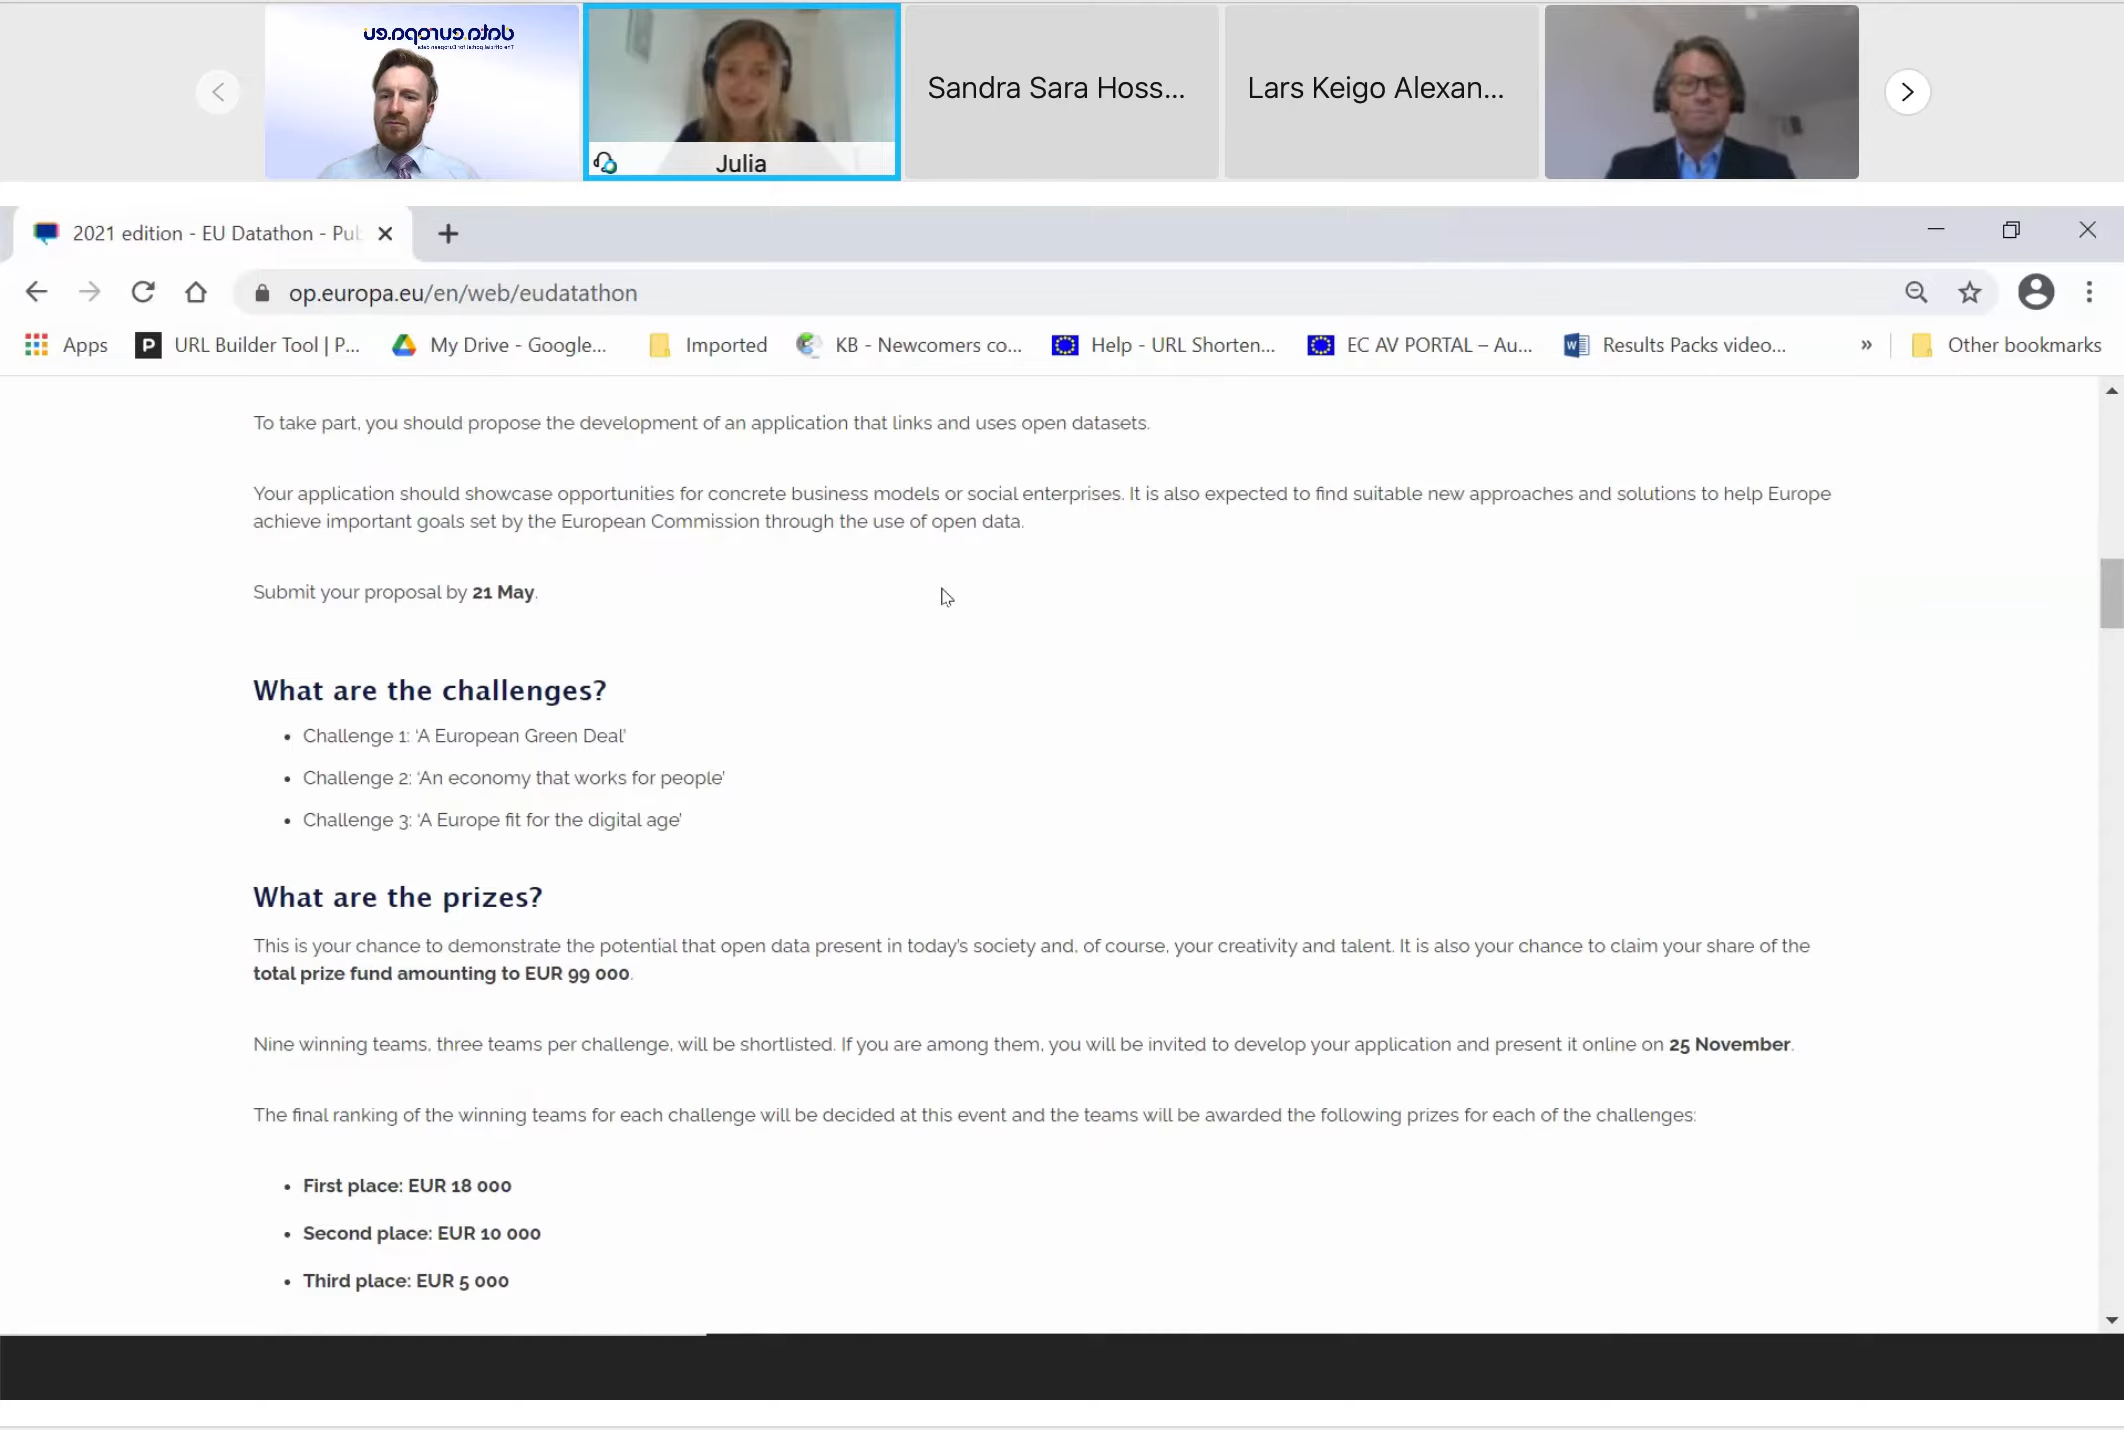 data.europa.eu
The official portal for European data
Julia
Sandra Sara Hoss...
Lars Keigo Alexan...
2021 edition - EU Datathon - Pub
op.europa.eu/en/web/eudatathon
Apps
URL Builder Tool | P...
My Drive - Google...
Imported
KB - Newcomers co...
Help - URL Shorten...
EC AV PORTAL – Au...
Results Packs video...
»
Other bookmarks
To take part, you should propose the development of an application that links and uses open datasets.
Your application should showcase opportunities for concrete business models or social enterprises. It is also expected to find suitable new approaches and solutions to help Europe
achieve important goals set by the European Commission through the use of open data.
Submit your proposal by 21 May.
What are the challenges?
• Challenge 1: ‘A European Green Deal’
• Challenge 2: ‘An economy that works for people’
• Challenge 3: ‘A Europe fit for the digital age’
What are the prizes?
This is your chance to demonstrate the potential that open data present in today’s society and, of course, your creativity and talent. It is also your chance to claim your share of the
total prize fund amounting to EUR 99 000.
Nine winning teams, three teams per challenge, will be shortlisted. If you are among them, you will be invited to develop your application and present it online on 25 November.
The final ranking of the winning teams for each challenge will be decided at this event and the teams will be awarded the following prizes for each of the challenges:
• First place: EUR 18 000
• Second place: EUR 10 000
• Third place: EUR 5 000